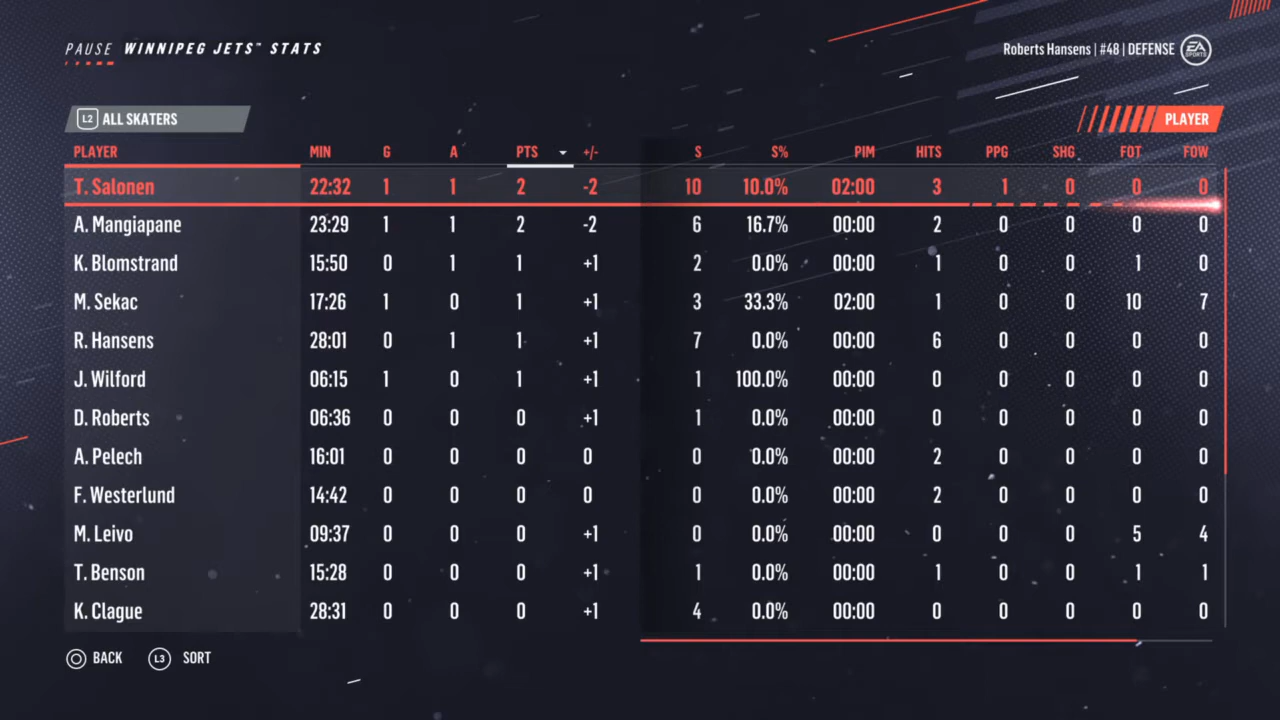 PAUSE WINNIPEG JETS™ STATS
Roberts Hansens | #48 | DEFENSE EA SPORTS
L2 ALL SKATERS
PLAYER
PLAYER MIN G A PTS +/- S S% PIM HITS PPG SHG FOT FOW
T. Salonen 22:32 1 1 2 -2 10 10.0% 02:00 3 1 0 0 0
A. Mangiapane 23:29 1 1 2 -2 6 16.7% 00:00 2 0 0 0 0
K. Blomstrand 15:50 0 1 1 +1 2 0.0% 00:00 1 0 0 1 0
M. Sekac 17:26 1 0 1 +1 3 33.3% 02:00 1 0 0 10 7
R. Hansens 28:01 0 1 1 +1 7 0.0% 00:00 6 0 0 0 0
J. Wilford 06:15 1 0 1 +1 1 100.0% 00:00 0 0 0 0 0
D. Roberts 06:36 0 0 0 +1 1 0.0% 00:00 0 0 0 0 0
A. Pelech 16:01 0 0 0 0 0 0.0% 00:00 2 0 0 0 0
F. Westerlund 14:42 0 0 0 0 0 0.0% 00:00 2 0 0 0 0
M. Leivo 09:37 0 0 0 +1 0 0.0% 00:00 0 0 0 5 4
T. Benson 15:28 0 0 0 +1 1 0.0% 00:00 1 0 0 1 1
K. Clague 28:31 0 0 0 +1 4 0.0% 00:00 0 0 0 0 0
BACK L3 SORT